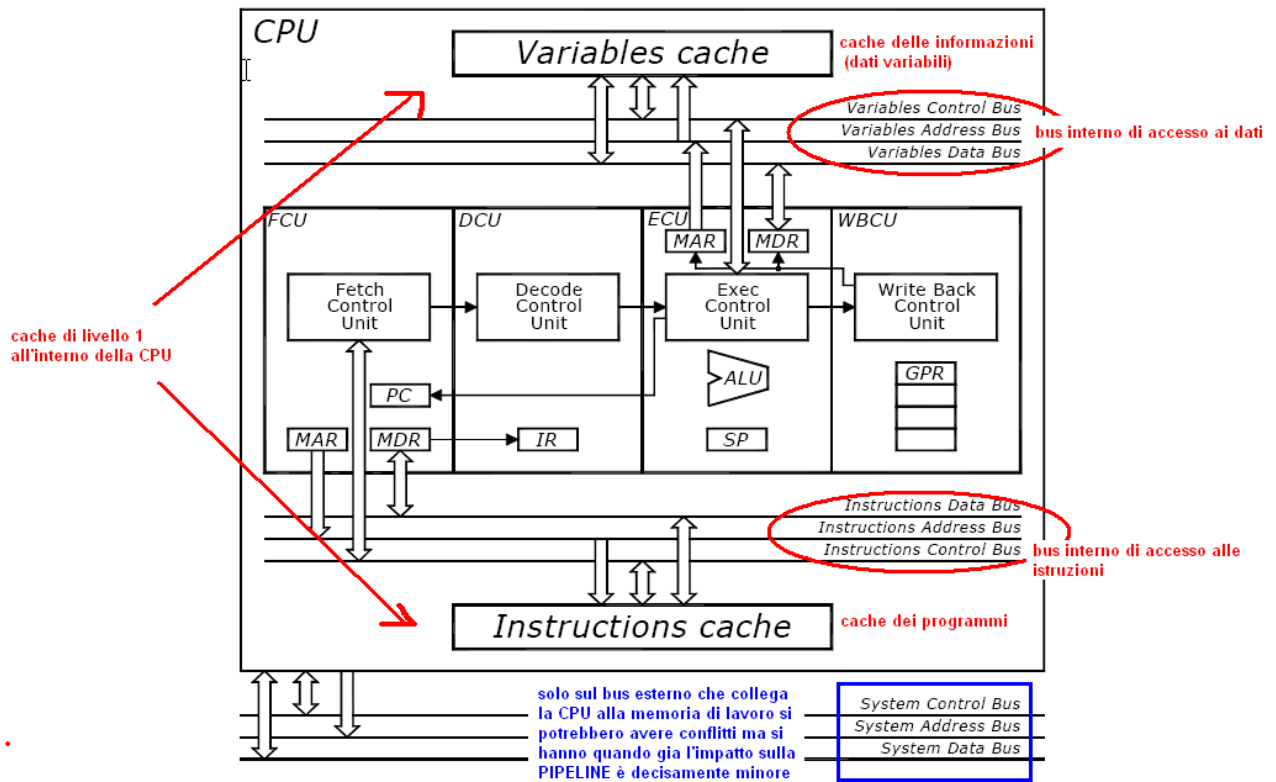 CPU
Variables cache
cache delle informazioni
(dati variabili)
Variables Control Bus
Variables Address Bus
Variables Data Bus
bus interno di accesso ai dati
FCU
DCU
ECU
WBCU
MAR
MDR
Fetch
Control
Unit
Decode
Control
Unit
Exec
Control
Unit
Write Back
Control
Unit
cache di livello 1
all'interno della CPU
PC
ALU
GPR
MAR
MDR
IR
SP
Instructions Data Bus
Instructions Address Bus
Instructions Control Bus
bus interno di accesso alle
istruzioni
Instructions cache
cache dei programmi
solo sul bus esterno che collega
la CPU alla memoria di lavoro si
potrebbero avere conflitti ma si
hanno quando gia l'impatto sulla
PIPELINE è decisamente minore
System Control Bus
System Address Bus
System Data Bus